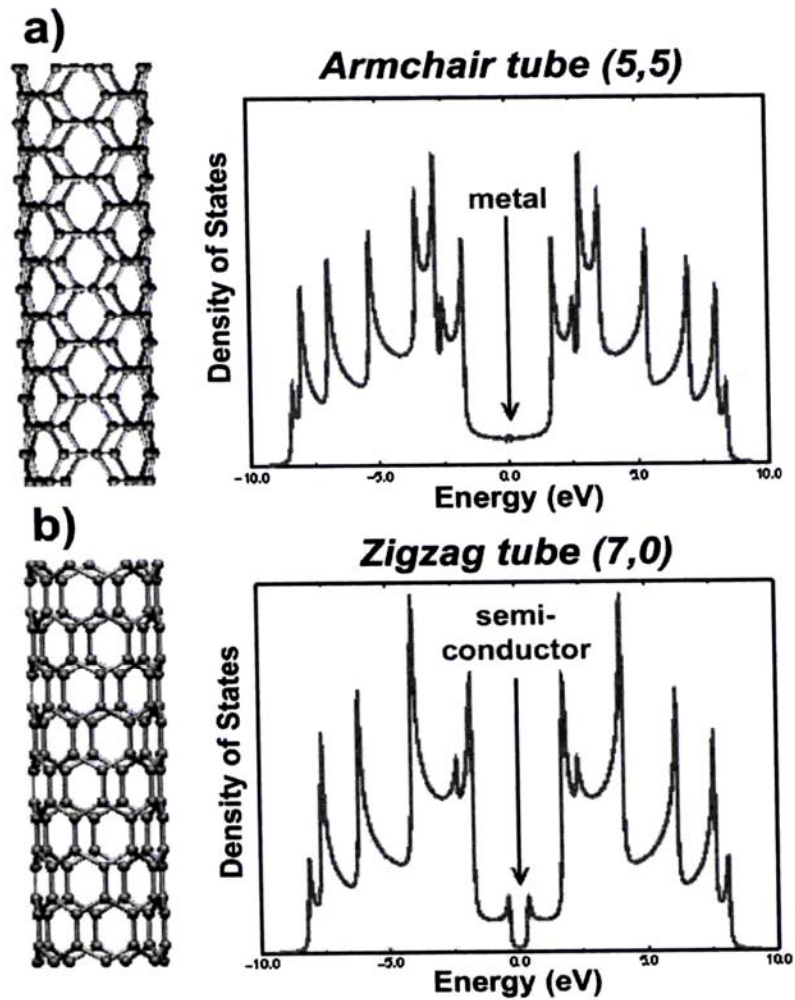 a)
Armchair tube (5,5)
metal
Density of States
-10.0 -5.0 0.0 5.0 10.0
Energy (eV)
b)
Zigzag tube (7,0)
semi-
conductor
Density of States
-10.0 -5.0 0.0 5.0 10.0
Energy (eV)